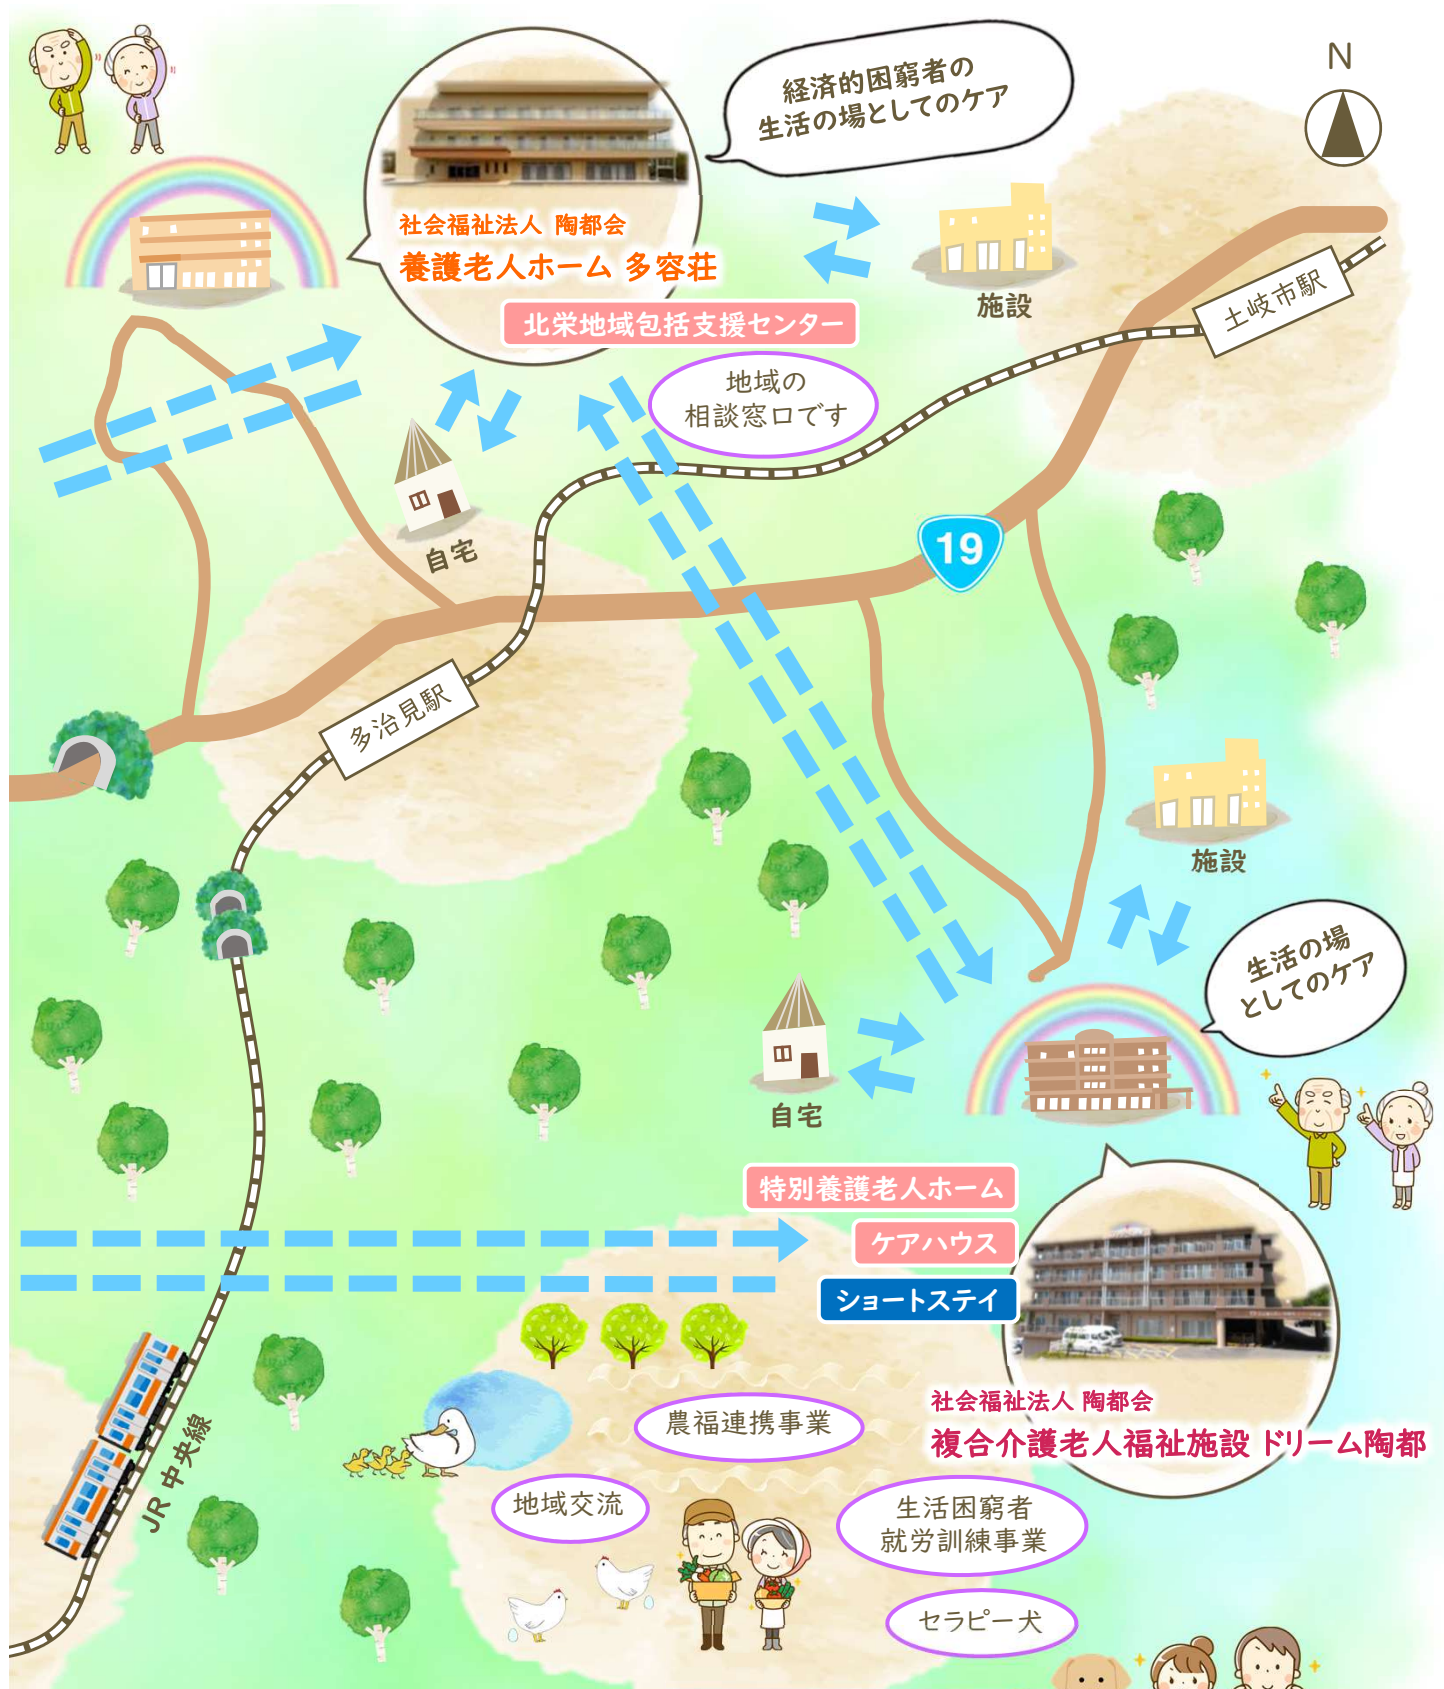 経済的困窮者の
生活の場としてのケア
N
社会福祉法人 陶都会
養護老人ホーム 多容荘
北栄地域包括支援センター
地域の
相談窓口です
施設
土岐市駅
自宅
19
多治見駅
施設
生活の場
としてのケア
自宅
特別養護老人ホーム
ケアハウス
ショートステイ
社会福祉法人 陶都会
複合介護老人福祉施設 ドリーム陶都
JR 中央線
農福連携事業
地域交流
生活困窮者
就労訓練事業
セラピー犬